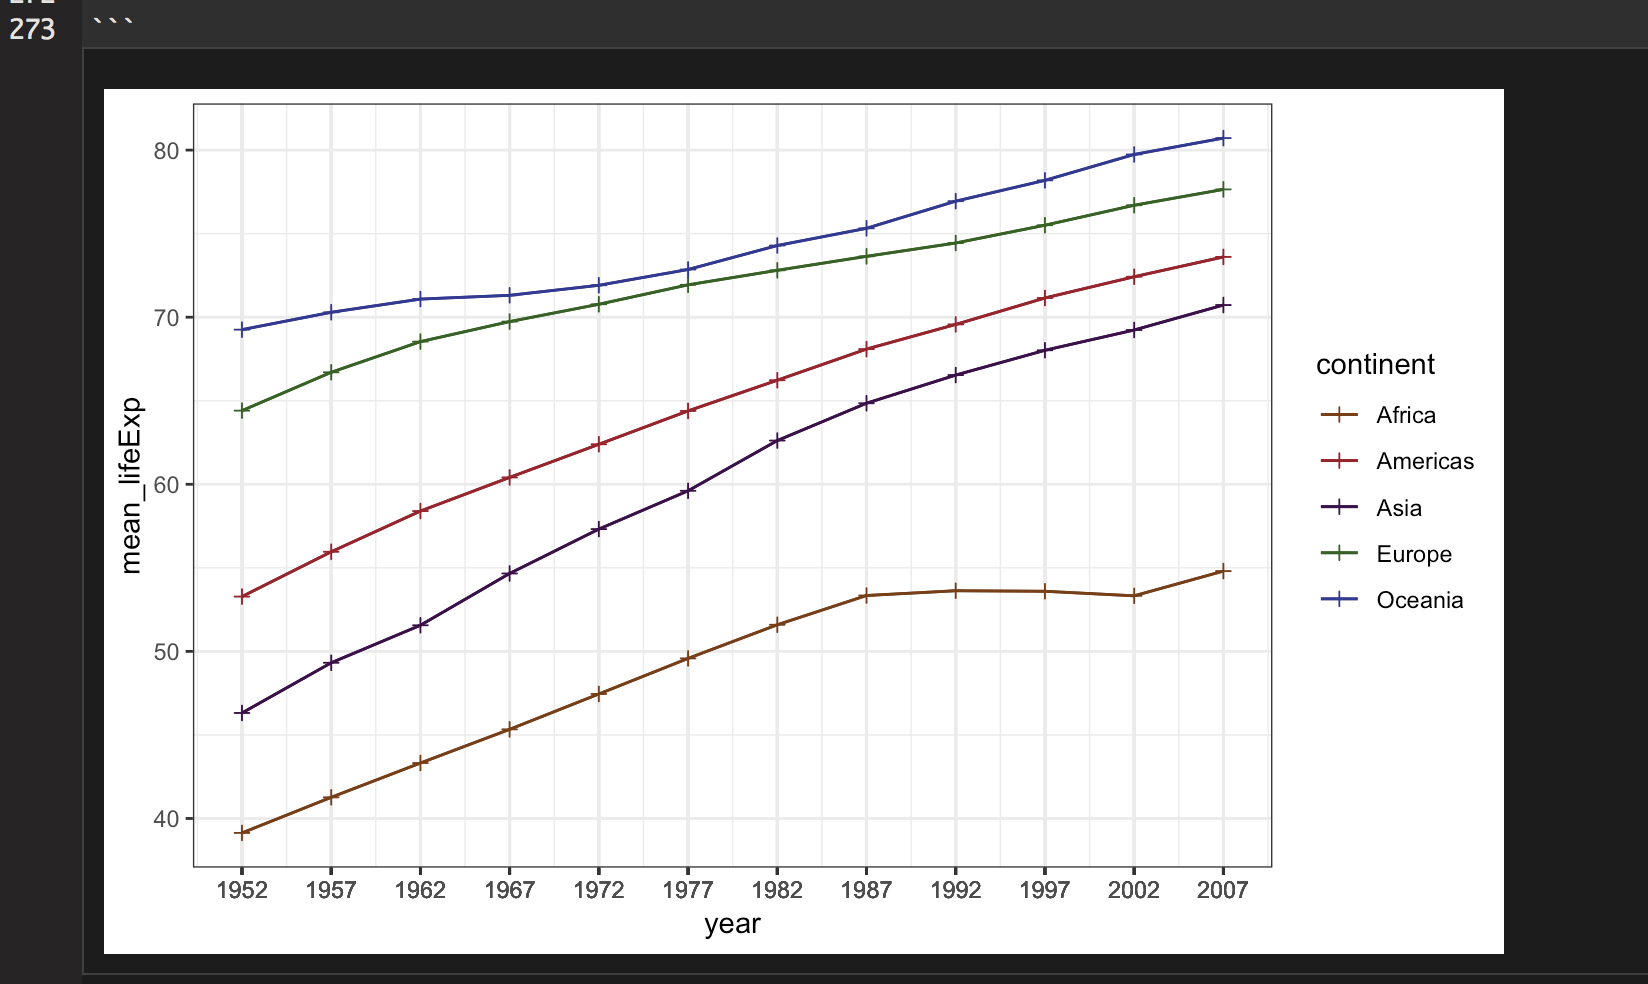 273 ```
80
70
60
50
40
mean_lifeExp
1952 1957 1962 1967 1972 1977 1982 1987 1992 1997 2002 2007
year
continent
Africa
Americas
Asia
Europe
Oceania